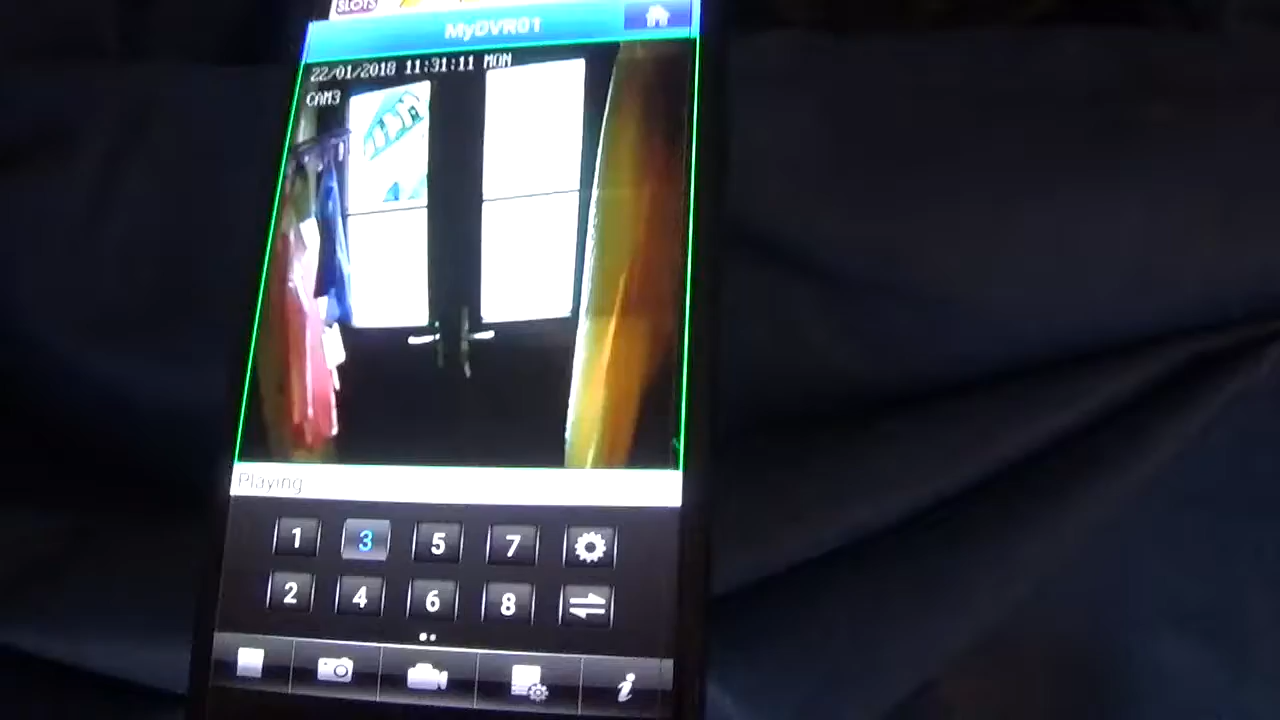 SLOTS
MyDVR01
22/01/2018 11:31:11 MON
CAM3
Playing
1 3 5 7
2 4 6 8
i